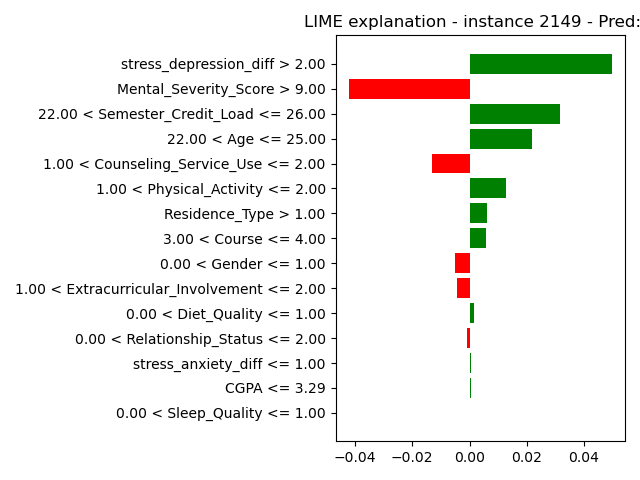 LIME explanation - instance 2149 - Pred:
stress_depression_diff > 2.00
Mental_Severity_Score > 9.00
22.00 < Semester_Credit_Load <= 26.00
22.00 < Age <= 25.00
1.00 < Counseling_Service_Use <= 2.00
1.00 < Physical_Activity <= 2.00
Residence_Type > 1.00
3.00 < Course <= 4.00
0.00 < Gender <= 1.00
1.00 < Extracurricular_Involvement <= 2.00
0.00 < Diet_Quality <= 1.00
0.00 < Relationship_Status <= 2.00
stress_anxiety_diff <= 1.00
CGPA <= 3.29
0.00 < Sleep_Quality <= 1.00
−0.04 −0.02 0.00 0.02 0.04